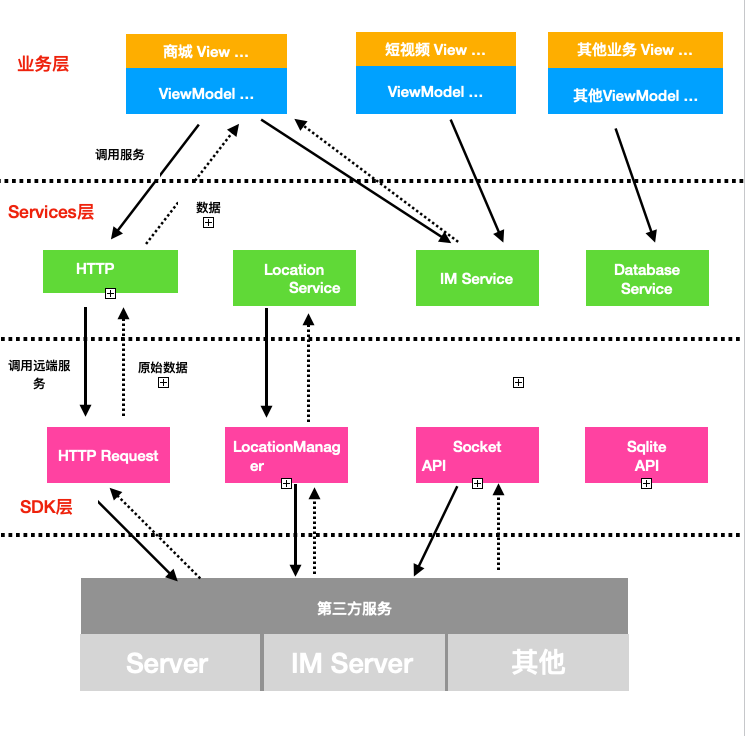 业务层
商城 View ...
ViewModel ...
短视频 View ...
ViewModel ...
其他业务 View ...
其他ViewModel ...
调用服务
Services层
数据
HTTP
Location
Service
IM Service
Database
Service
调用远端服
务
原始数据
HTTP Request
LocationManag
er
Socket
API
Sqlite
API
SDK层
第三方服务
Server
IM Server
其他